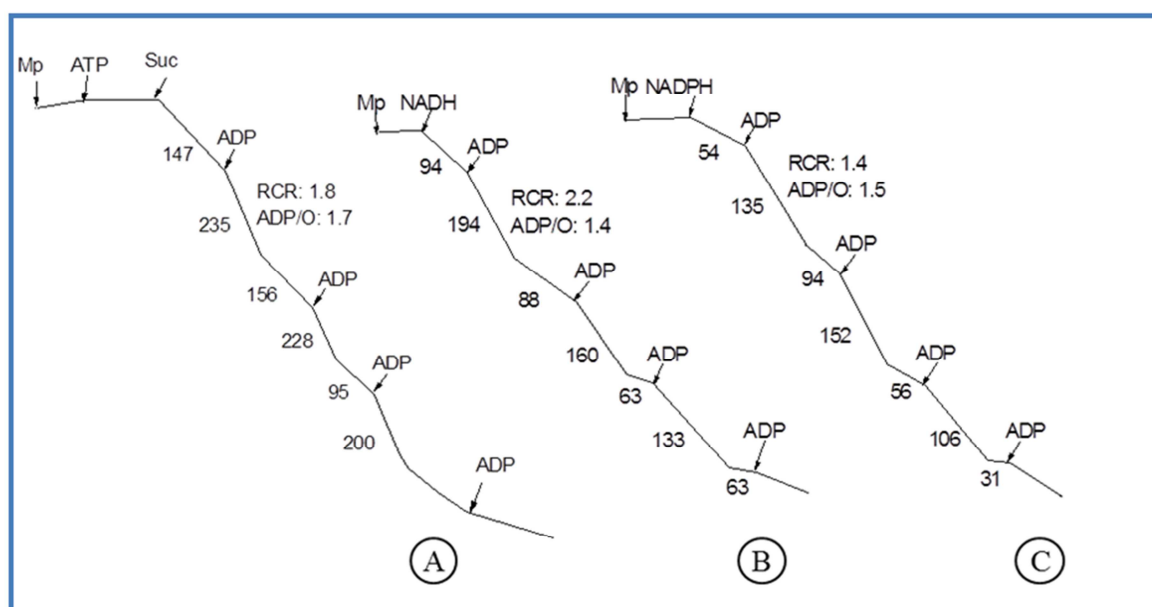 Mp
ATP
Suc
147
ADP
RCR: 1.8
ADP/O: 1.7
235
156
ADP
228
95
ADP
200
ADP
A
Mp
NADH
94
ADP
RCR: 2.2
ADP/O: 1.4
194
88
ADP
160
63
ADP
133
63
ADP
B
Mp
NADPH
54
ADP
RCR: 1.4
ADP/O: 1.5
135
94
ADP
152
56
ADP
106
31
ADP
C